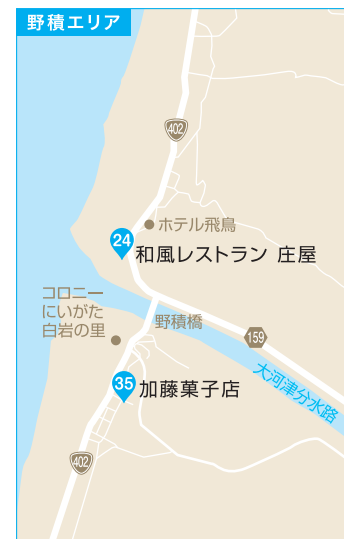 野積エリア
402
ホテル飛鳥
24
和風レストラン 庄屋
コロニー
にいがた
白岩の里
野積橋
159
大河津分水路
35
加藤菓子店
402